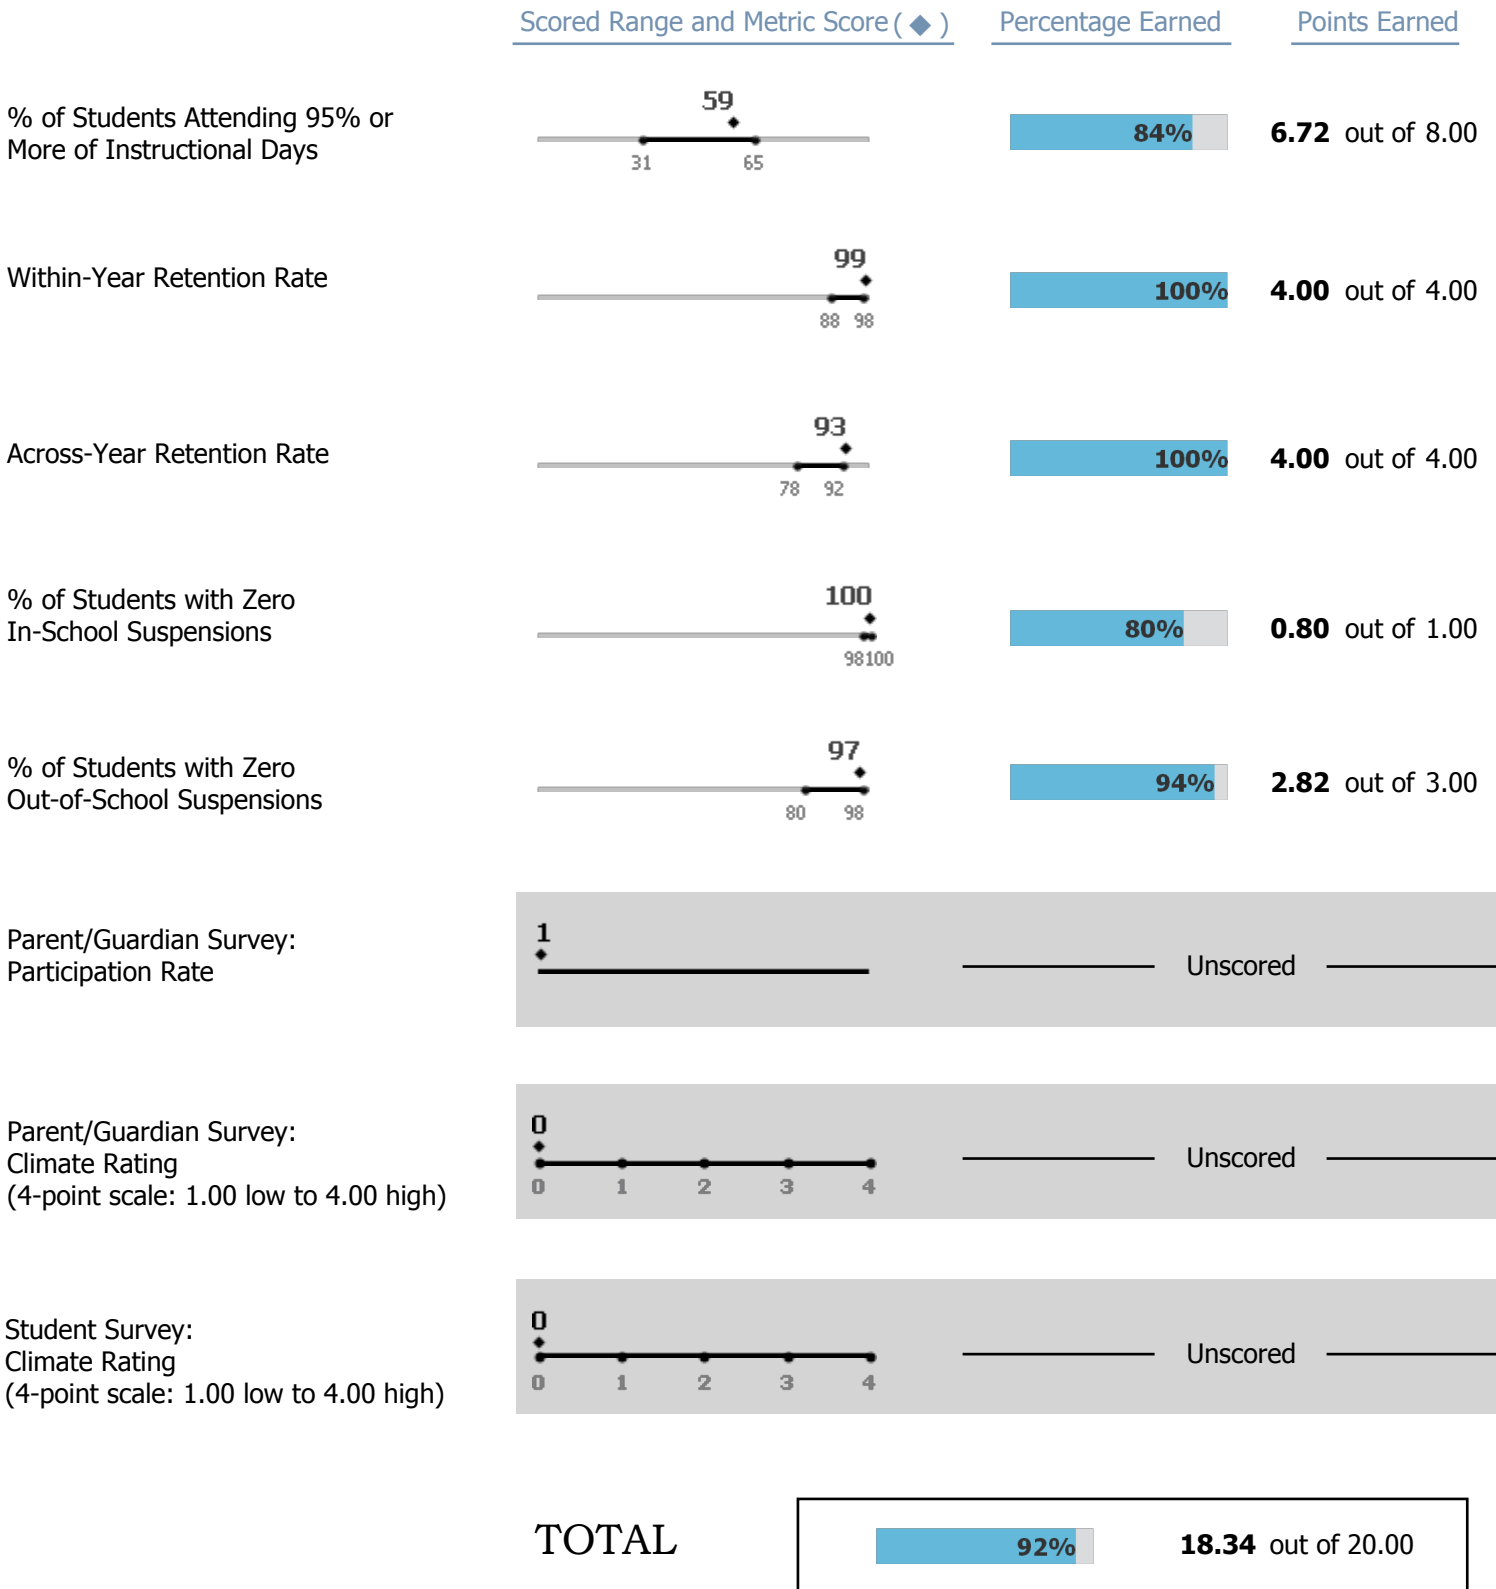 Scored Range and Metric Score ( ◆ ) Percentage Earned Points Earned
% of Students Attending 95% or
More of Instructional Days
59
31 65
84% 6.72 out of 8.00
Within-Year Retention Rate
99
88 98
100% 4.00 out of 4.00
Across-Year Retention Rate
93
78 92
100% 4.00 out of 4.00
% of Students with Zero
In-School Suspensions
100
98 100
80% 0.80 out of 1.00
% of Students with Zero
Out-of-School Suspensions
97
80 98
94% 2.82 out of 3.00
Parent/Guardian Survey:
Participation Rate
1
Unscored
Parent/Guardian Survey:
Climate Rating
(4-point scale: 1.00 low to 4.00 high)
0
0 1 2 3 4
Unscored
Student Survey:
Climate Rating
(4-point scale: 1.00 low to 4.00 high)
0
0 1 2 3 4
Unscored
TOTAL 92% 18.34 out of 20.00